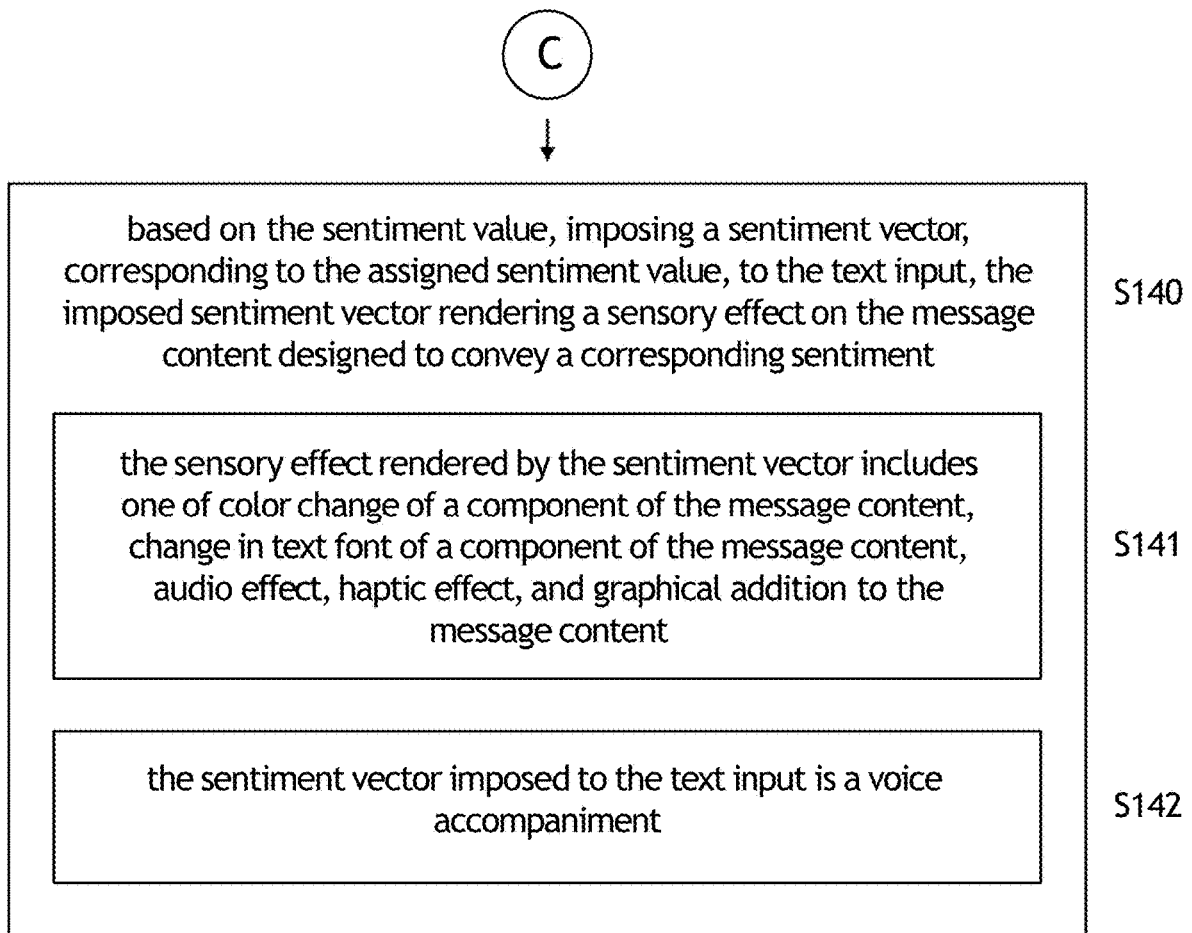 C
based on the sentiment value, imposing a sentiment vector,
corresponding to the assigned sentiment value, to the text input, the
imposed sentiment vector rendering a sensory effect on the message
content designed to convey a corresponding sentiment
S140
the sensory effect rendered by the sentiment vector includes
one of color change of a component of the message content,
change in text font of a component of the message content,
audio effect, haptic effect, and graphical addition to the
message content
S141
the sentiment vector imposed to the text input is a voice
accompaniment
S142